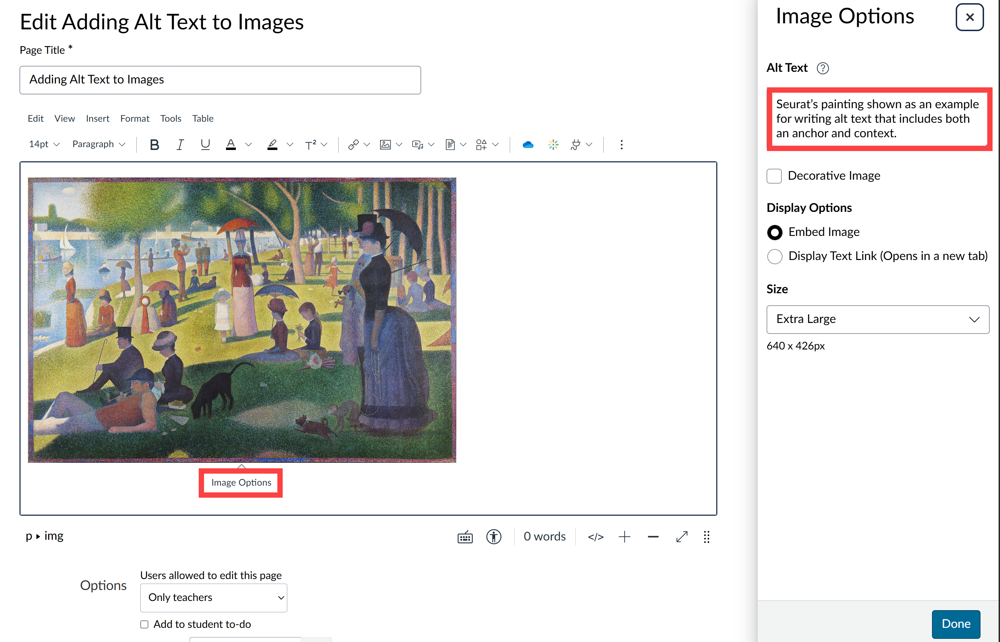 Edit Adding Alt Text to Images
Page Title *
Adding Alt Text to Images
Edit View Insert Format Tools Table
14pt Paragraph B I U A T²
Image Options
p ▸ img
0 words </>
Options
Users allowed to edit this page
Only teachers
Add to student to-do
Image Options
Alt Text ?
Seurat’s painting shown as an example
for writing alt text that includes both
an anchor and context.
Decorative Image
Display Options
Embed Image
Display Text Link (Opens in a new tab)
Size
Extra Large
640 x 426px
Done